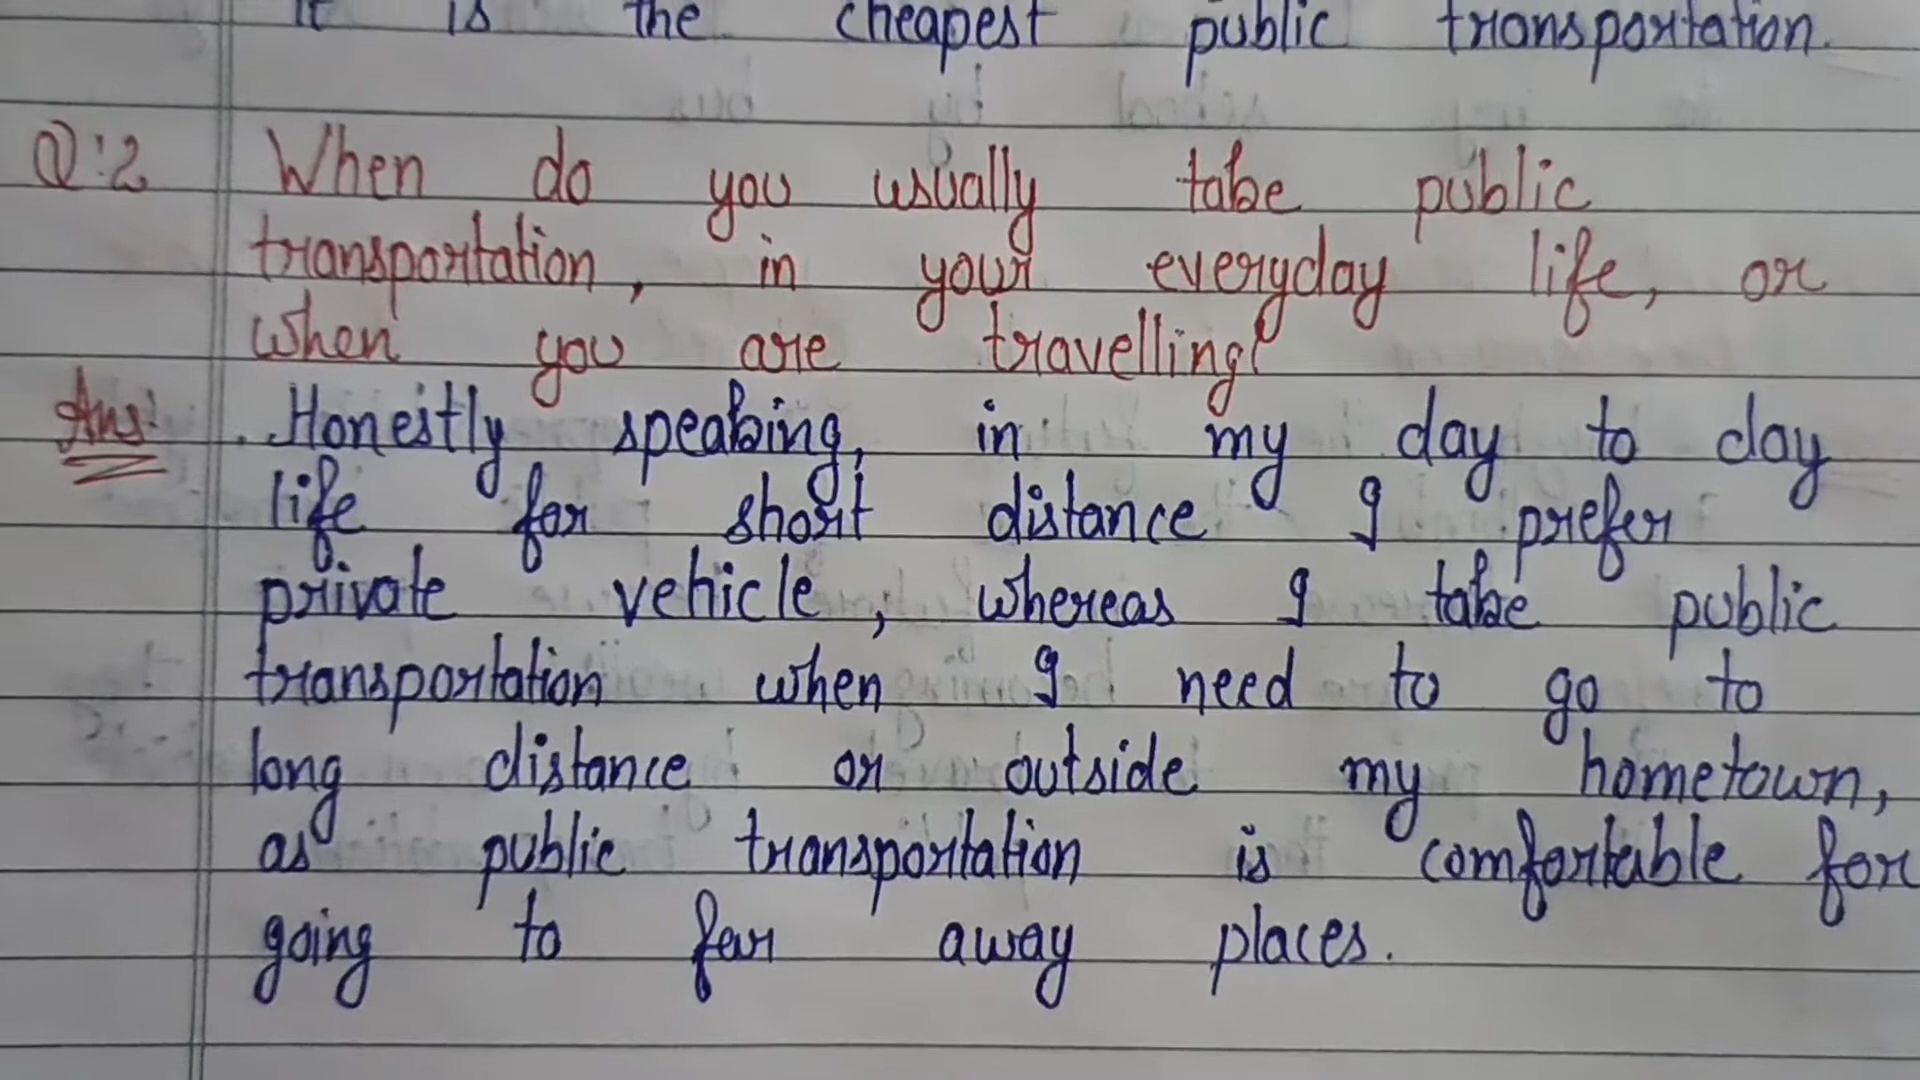 It is the cheapest public transportation.
Q:2 When do you usually take public
transportation, in your everyday life, or
when you are travelling?
Ans: Honestly speaking, in my day to day
life for short distance I prefer
private vehicle, whereas I take public
transportation when I need to go to
long distance or outside my hometown,
as public transportation is comfortable for
going to far away places.